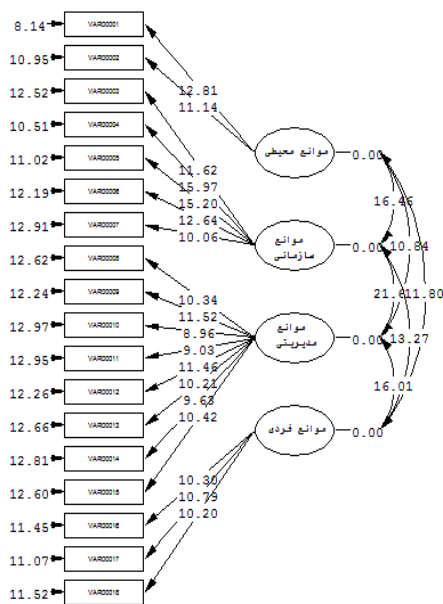 8.14 VAR00001
10.95 VAR00002
12.52 VAR00003
10.51 VAR00004
11.02 VAR00005
12.19 VAR00006
12.91 VAR00007
12.62 VAR00008
12.24 VAR00009
12.97 VAR00010
12.95 VAR00011
12.26 VAR00012
12.66 VAR00013
12.81 VAR00014
12.60 VAR00015
11.45 VAR00016
11.07 VAR00017
11.52 VAR00018
12.81
11.14
11.62
15.97
15.20
12.64
10.06
10.34
11.52
8.96
9.03
11.46
10.21
9.63
10.42
10.30
10.79
10.20
موانع محیطی
0.00
موانع
سازمانی
0.00
موانع
مدیریتی
0.00
موانع فردی
0.00
16.46
10.84
11.80
13.27
16.01